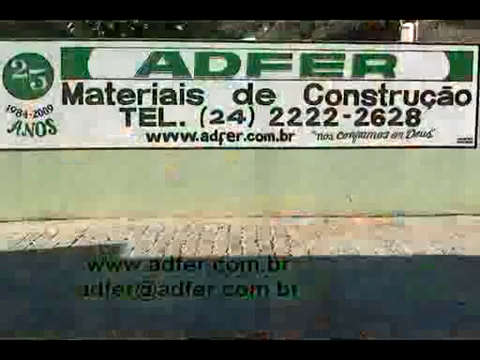 25
1984-2009
ANOS
ADFER
Materiais de Construção
TEL. (24) 2222-2628
www.adfer.com.br
"nos confiamos em Deus"
www.adfer.com.br
adfer@adfer.com.br